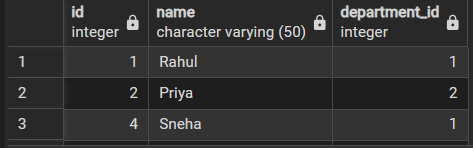 id name department_id
integer character varying (50) integer
1 1 Rahul 1
2 2 Priya 2
3 4 Sneha 1